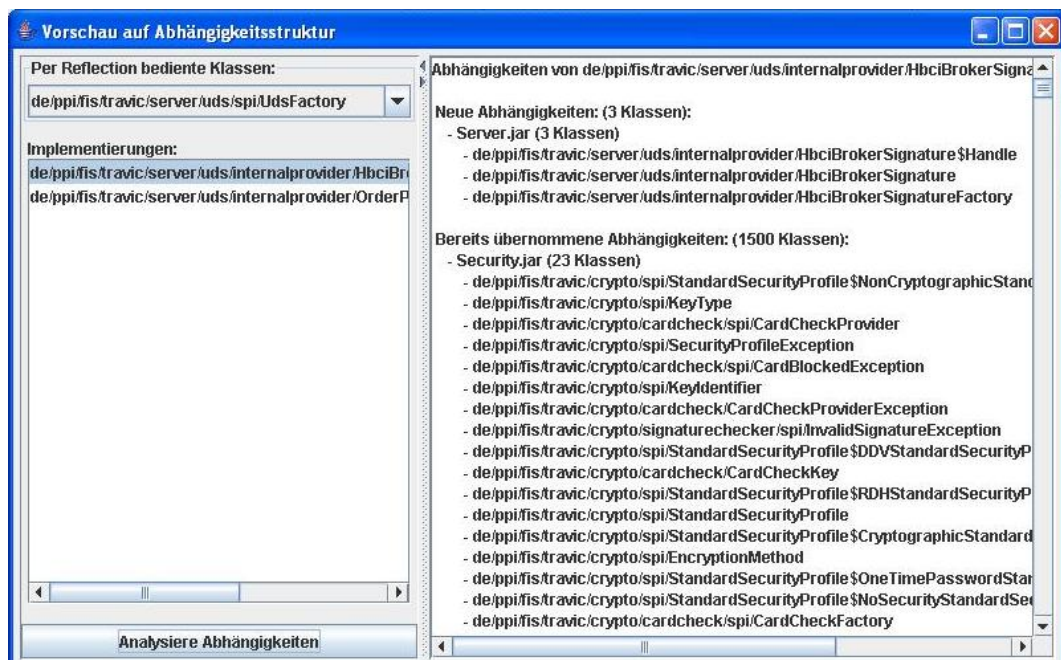 Vorschau auf Abhängigkeitsstruktur
Per Reflection bediente Klassen:
de/ppi/fis/travic/server/uds/spi/UdsFactory
Implementierungen:
de/ppi/fis/travic/server/uds/internalprovider/HbciBr
de/ppi/fis/travic/server/uds/internalprovider/OrderP
Analysiere Abhängigkeiten
Abhängigkeiten von de/ppi/fis/travic/server/uds/internalprovider/HbciBrokerSigna
Neue Abhängigkeiten: (3 Klassen):
- Server.jar (3 Klassen)
- de/ppi/fis/travic/server/uds/internalprovider/HbciBrokerSignature$Handle
- de/ppi/fis/travic/server/uds/internalprovider/HbciBrokerSignature
- de/ppi/fis/travic/server/uds/internalprovider/HbciBrokerSignatureFactory
Bereits übernommene Abhängigkeiten: (1500 Klassen):
- Security.jar (23 Klassen)
- de/ppi/fis/travic/crypto/spi/StandardSecurityProfile$NonCryptographicStand
- de/ppi/fis/travic/crypto/spi/KeyType
- de/ppi/fis/travic/crypto/cardcheck/spi/CardCheckProvider
- de/ppi/fis/travic/crypto/spi/SecurityProfileException
- de/ppi/fis/travic/crypto/cardcheck/spi/CardBlockedException
- de/ppi/fis/travic/crypto/spi/KeyIdentifier
- de/ppi/fis/travic/crypto/cardcheck/CardCheckProviderException
- de/ppi/fis/travic/crypto/signaturechecker/spi/InvalidSignatureException
- de/ppi/fis/travic/crypto/spi/StandardSecurityProfile$DDVStandardSecurityP
- de/ppi/fis/travic/crypto/cardcheck/CardCheckKey
- de/ppi/fis/travic/crypto/spi/StandardSecurityProfile$RDHStandardSecurityP
- de/ppi/fis/travic/crypto/spi/StandardSecurityProfile
- de/ppi/fis/travic/crypto/spi/StandardSecurityProfile$CryptographicStandard
- de/ppi/fis/travic/crypto/spi/EncryptionMethod
- de/ppi/fis/travic/crypto/spi/StandardSecurityProfile$OneTimePasswordStan
- de/ppi/fis/travic/crypto/spi/StandardSecurityProfile$NoSecurityStandardSec
- de/ppi/fis/travic/crypto/cardcheck/spi/CardCheckFactory